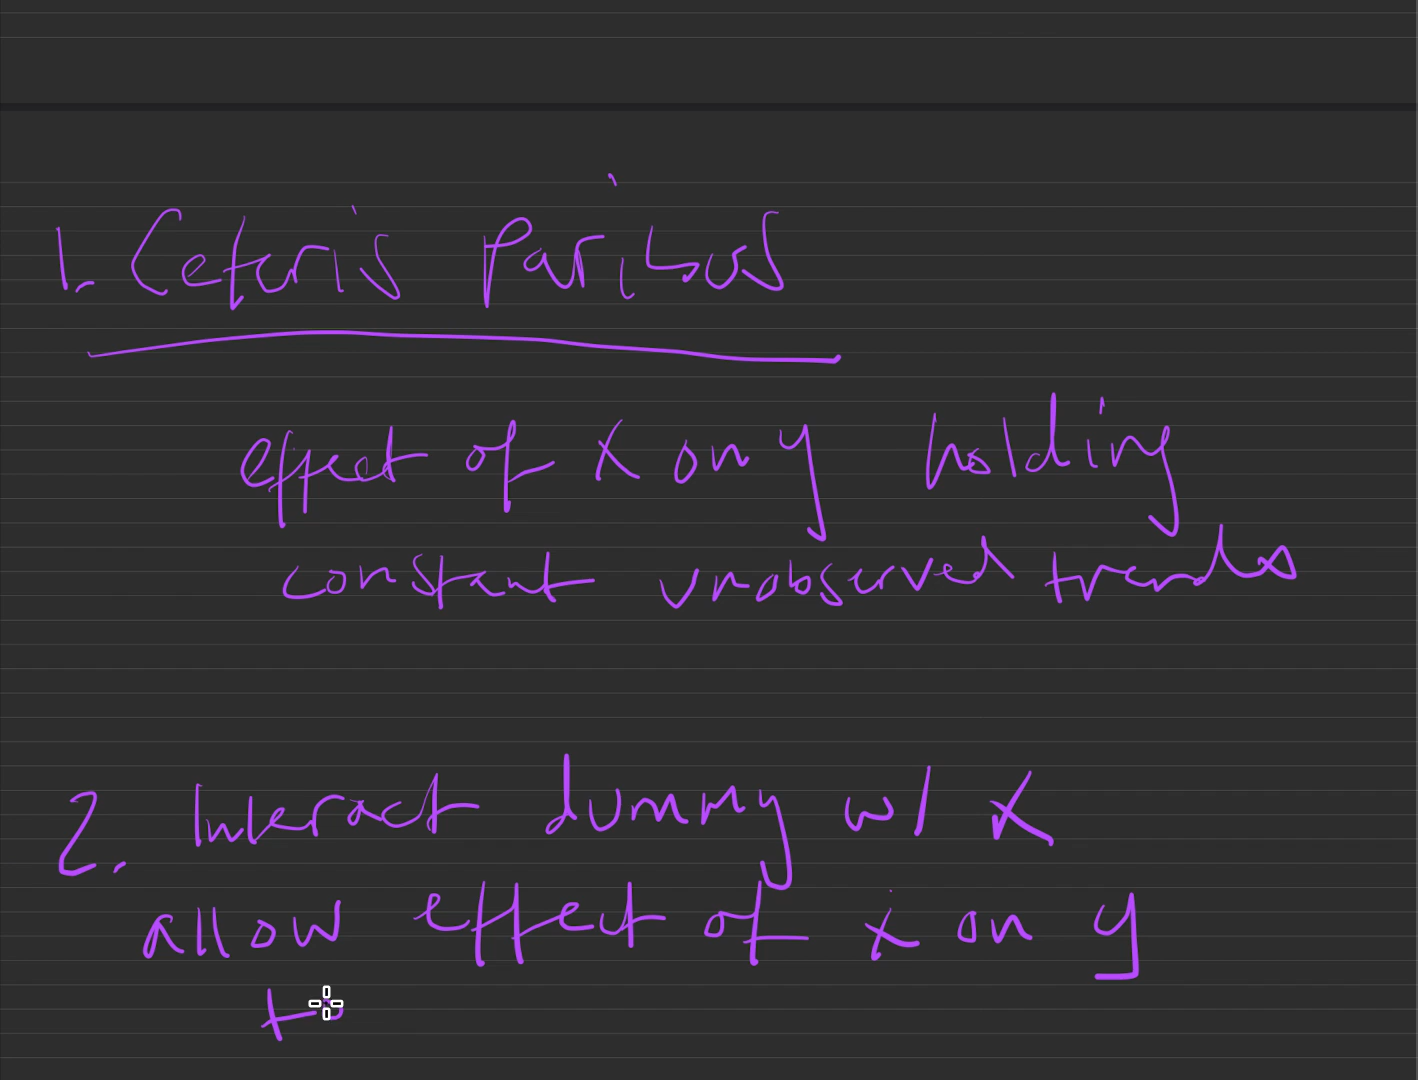 1. Ceteris Paribus
effect of x on y holding
constant unobserved trends
2. Interact dummy w/ x
allow effect of x on y
to